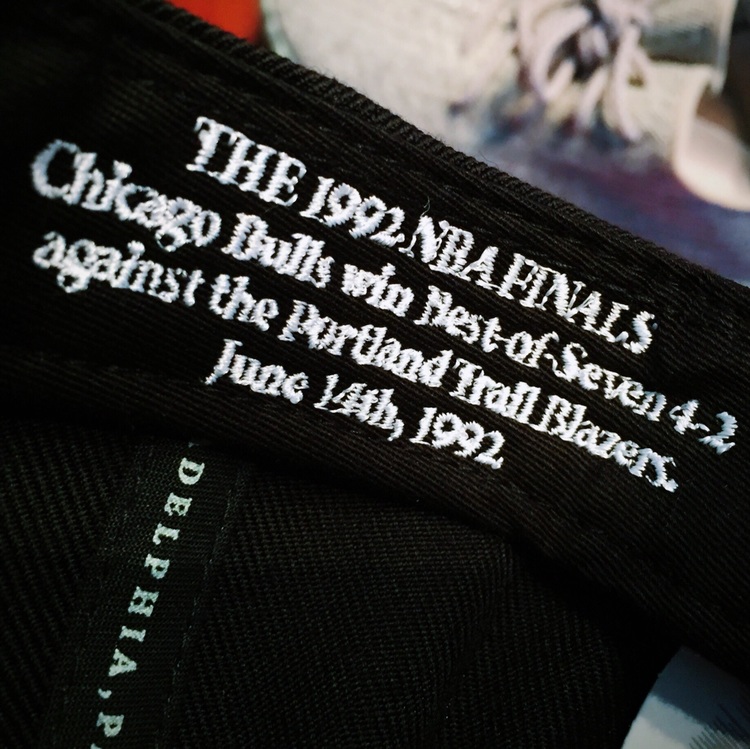 THE 1992 NBA FINALS
Chicago Bulls win Best-of-Seven 4-2
against the Portland Trail Blazers.
June 14th, 1992
DELPHIA, P